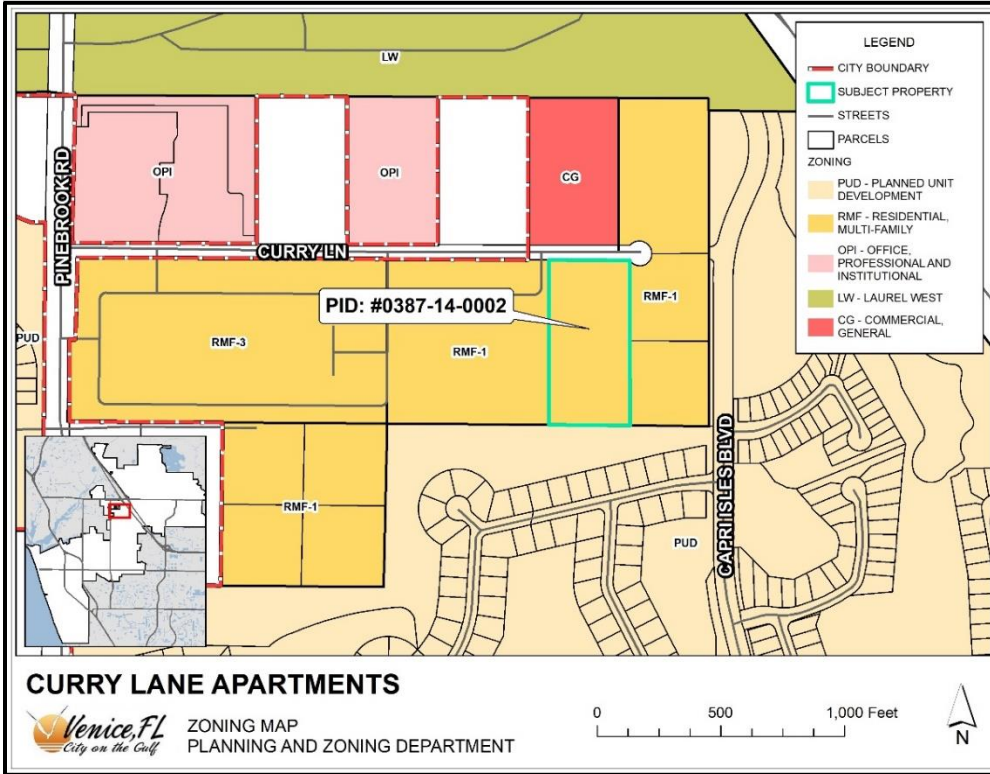 LW
LEGEND
CITY BOUNDARY
SUBJECT PROPERTY
STREETS
PARCELS
ZONING
PUD - PLANNED UNIT
DEVELOPMENT
RMF - RESIDENTIAL,
MULTI-FAMILY
OPI - OFFICE,
PROFESSIONAL AND
INSTITUTIONAL
LW - LAUREL WEST
CG - COMMERCIAL,
GENERAL
PINEBROOK RD
OPI
OPI
CG
CURRY LN
PID: #0387-14-0002
RMF-1
PUD
RMF-3
RMF-1
RMF-1
PUD
CAPRI ISLES BLVD
CURRY LANE APARTMENTS
Venice, FL
City on the Gulf
ZONING MAP
PLANNING AND ZONING DEPARTMENT
0 500 1,000 Feet
N